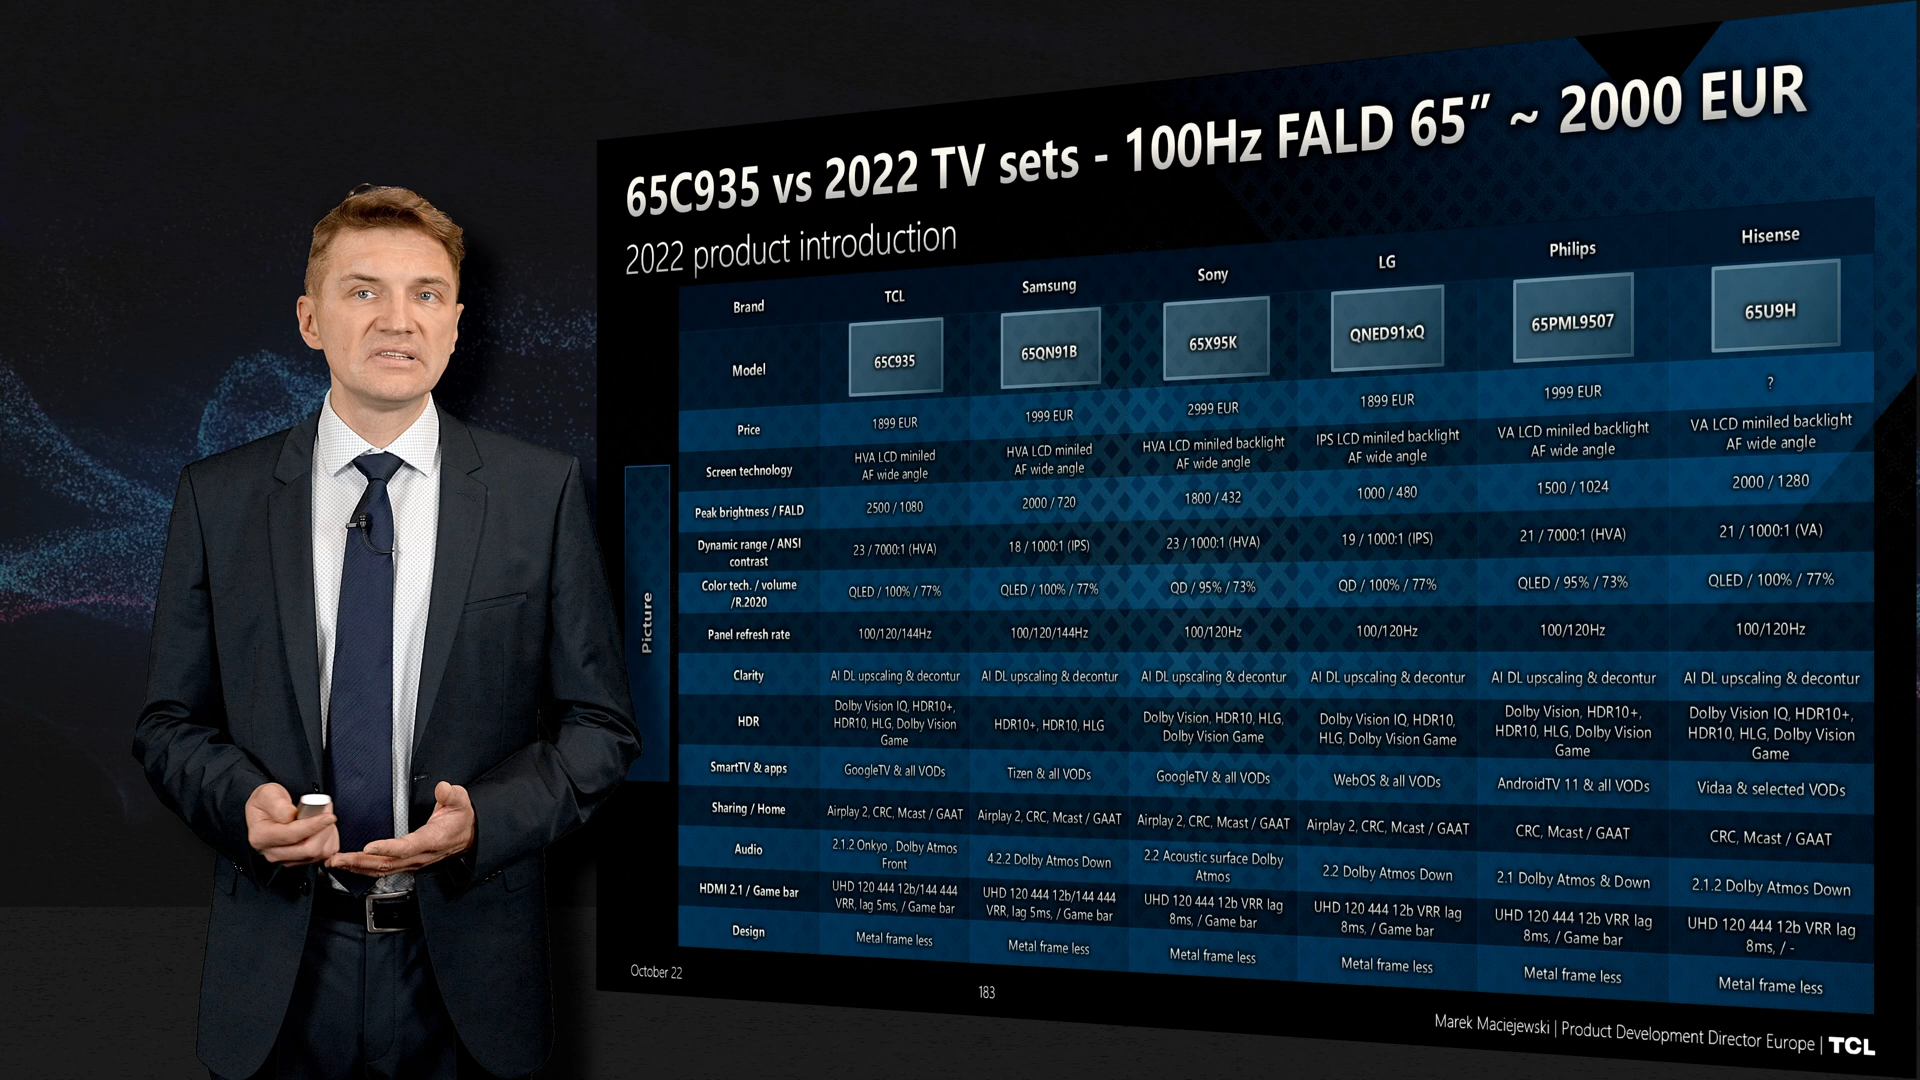 65C935 vs 2022 TV sets - 100Hz FALD 65” ~ 2000 EUR
2022 product introduction
Brand TCL Samsung Sony LG Philips Hisense
Model 65C935 65QN91B 65X95K QNED91xQ 65PML9507 65U9H
Price 1899 EUR 1999 EUR 2999 EUR 1899 EUR 1999 EUR ?
Screen technology
HVA LCD miniled
AF wide angle
HVA LCD miniled
AF wide angle
HVA LCD miniled backlight
AF wide angle
IPS LCD miniled backlight
AF wide angle
VA LCD miniled backlight
AF wide angle
VA LCD miniled backlight
AF wide angle
Peak brightness / FALD 2500 / 1080 2000 / 720 1800 / 432 1000 / 480 1500 / 1024 2000 / 1280
Dynamic range / ANSI
contrast
23 / 7000:1 (HVA) 18 / 1000:1 (IPS) 23 / 1000:1 (HVA) 19 / 1000:1 (IPS) 21 / 7000:1 (HVA) 21 / 1000:1 (VA)
Color tech. / volume
/R.2020
QLED / 100% / 77% QLED / 100% / 77% QD / 95% / 73% QD / 100% / 77% QLED / 95% / 73% QLED / 100% / 77%
Panel refresh rate 100/120/144Hz 100/120/144Hz 100/120Hz 100/120Hz 100/120Hz 100/120Hz
Clarity AI DL upscaling & decontur AI DL upscaling & decontur AI DL upscaling & decontur AI DL upscaling & decontur AI DL upscaling & decontur AI DL upscaling & decontur
HDR
Dolby Vision IQ, HDR10+,
HDR10, HLG, Dolby Vision
Game
HDR10+, HDR10, HLG
Dolby Vision, HDR10, HLG,
Dolby Vision Game
Dolby Vision IQ, HDR10,
HLG, Dolby Vision Game
Dolby Vision, HDR10+,
HDR10, HLG, Dolby Vision
Game
Dolby Vision IQ, HDR10+,
HDR10, HLG, Dolby Vision
Game
SmartTV & apps GoogleTV & all VODs Tizen & all VODs GoogleTV & all VODs WebOS & all VODs AndroidTV 11 & all VODs Vidaa & selected VODs
Sharing / Home Airplay 2, CRC, Mcast / GAAT Airplay 2, CRC, Mcast / GAAT Airplay 2, CRC, Mcast / GAAT Airplay 2, CRC, Mcast / GAAT CRC, Mcast / GAAT CRC, Mcast / GAAT
Audio
2.1.2 Onkyo , Dolby Atmos
Front
4.2.2 Dolby Atmos Down
2.2 Acoustic surface Dolby
Atmos
2.2 Dolby Atmos Down
2.1 Dolby Atmos & Down
2.1.2 Dolby Atmos Down
HDMI 2.1 / Game bar
UHD 120 444 12b/144 444
VRR, lag 5ms, / Game bar
UHD 120 444 12b/144 444
VRR, lag 5ms, / Game bar
UHD 120 444 12b VRR lag
8ms, / Game bar
UHD 120 444 12b VRR lag
8ms, / Game bar
UHD 120 444 12b VRR lag
8ms, / Game bar
UHD 120 444 12b VRR lag
8ms, / -
Design Metal frame less Metal frame less Metal frame less Metal frame less Metal frame less Metal frame less
Picture
October 22
183
Marek Maciejewski | Product Development Director Europe | TCL